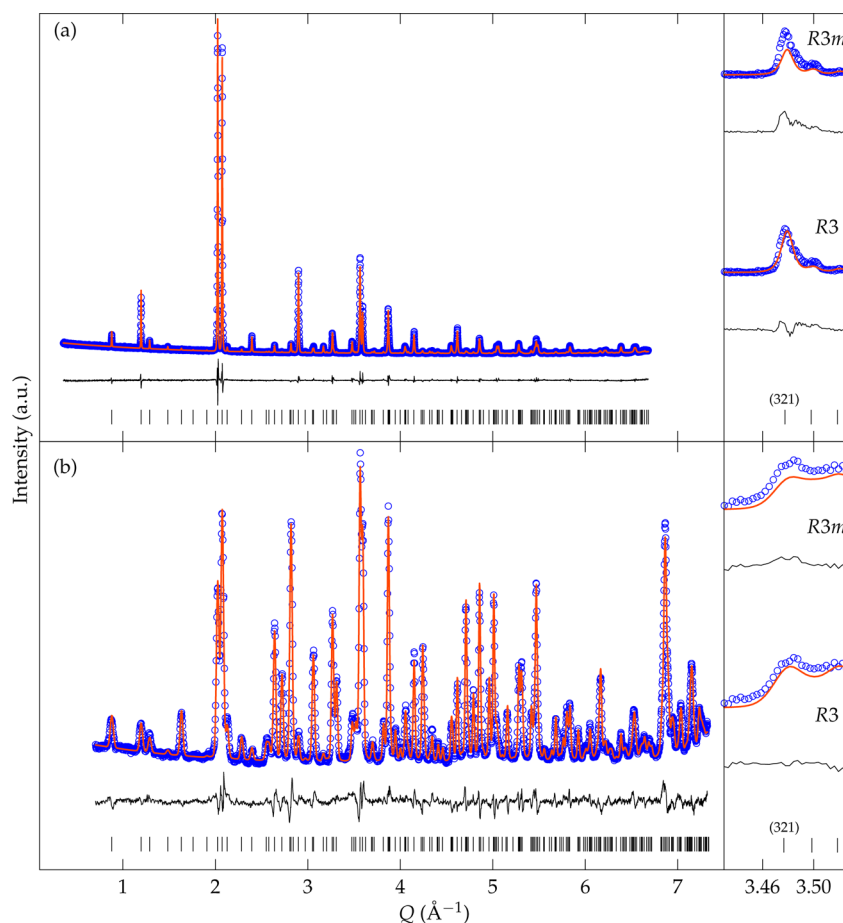 (a)
R3m
R3
(321)
Intensity (a.u.)
(b)
R3m
R3
(321)
1 2 3 4 5 6 7 3.46 3.50
Q (Å⁻¹)